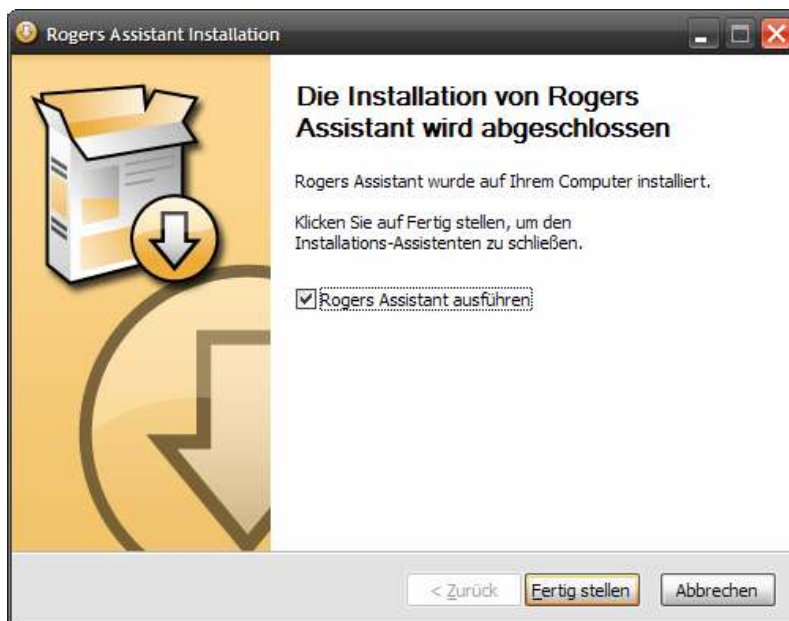 Rogers Assistant Installation
Die Installation von Rogers
Assistant wird abgeschlossen
Rogers Assistant wurde auf Ihrem Computer installiert.
Klicken Sie auf Fertig stellen, um den
Installations-Assistenten zu schließen.
Rogers Assistant ausführen
< Zurück Fertig stellen Abbrechen